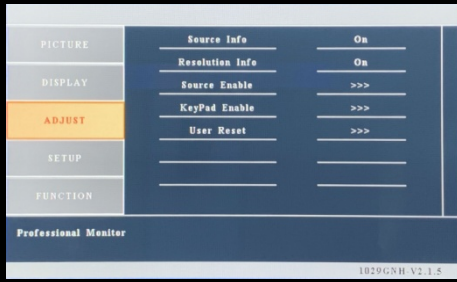 PICTURE
DISPLAY
ADJUST
SETUP
FUNCTION
Source Info On
Resolution Info On
Source Enable >>>
KeyPad Enable >>>
User Reset >>>
Professional Monitor
1029GNH-V2.1.5